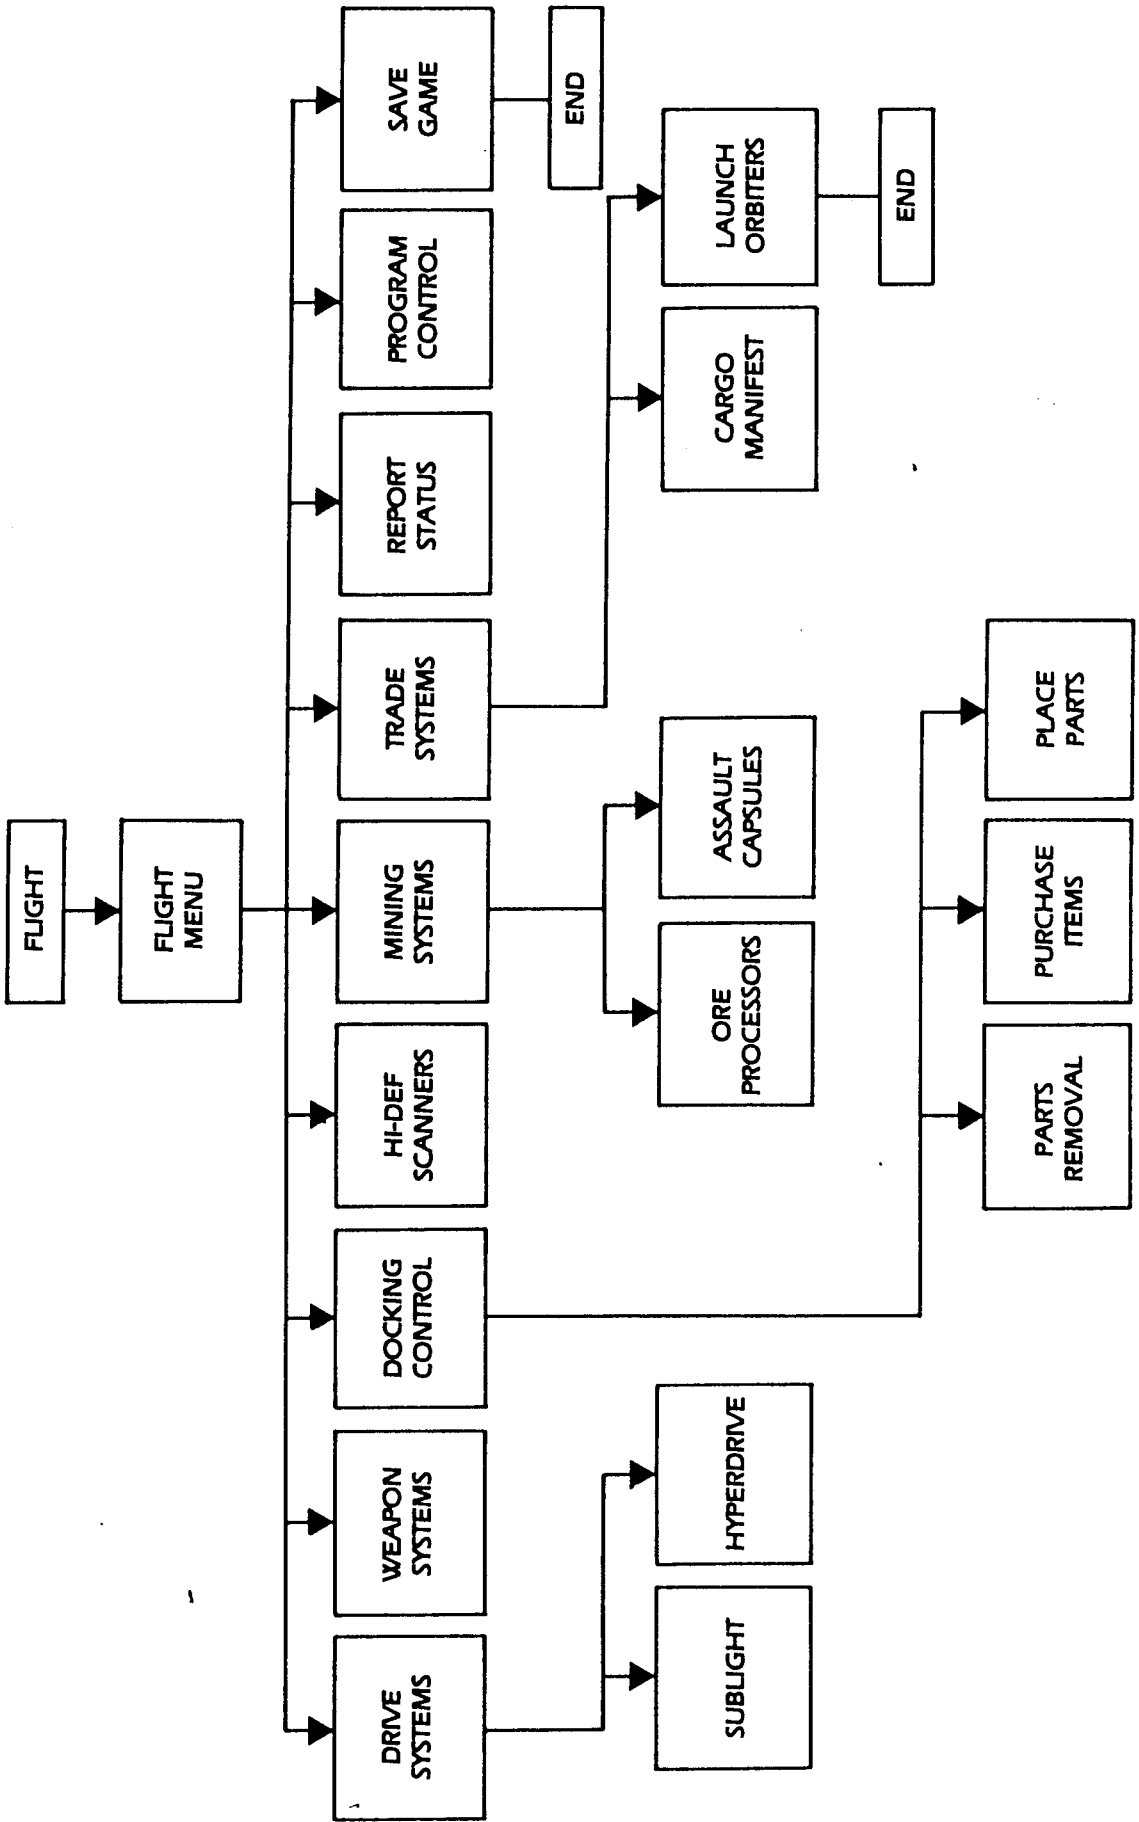 FLIGHT
FLIGHT
MENU
DRIVE
SYSTEMS
WEAPON
SYSTEMS
DOCKING
CONTROL
HI-DEF
SCANNERS
MINING
SYSTEMS
TRADE
SYSTEMS
REPORT
STATUS
PROGRAM
CONTROL
SAVE
GAME
END
SUBLIGHT
HYPERDRIVE
ORE
PROCESSORS
ASSAULT
CAPSULES
CARGO
MANIFEST
LAUNCH
ORBITERS
END
PARTS
REMOVAL
PURCHASE
ITEMS
PLACE
PARTS